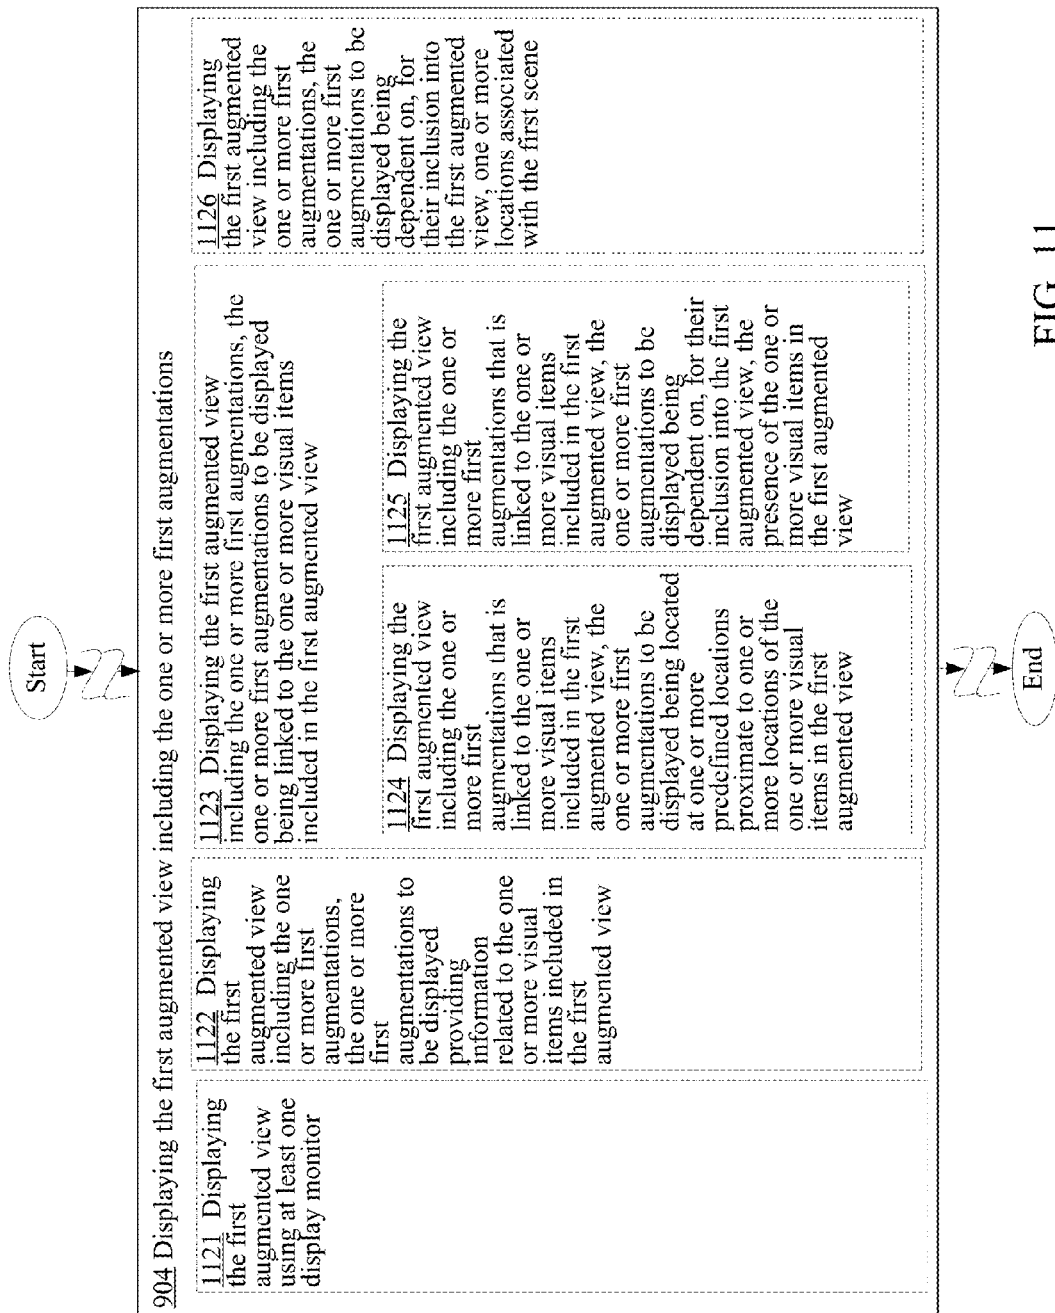 Start
904 Displaying the first augmented view including the one or more first augmentations
1121 Displaying
the first
augmented view
using at least one
display monitor
1122 Displaying
the first
augmented view
including the one
or more first
augmentations,
the one or more
first
augmentations to
be displayed
providing
information
related to the one
or more visual
items included in
the first
augmented view
1123 Displaying the first augmented view
including the one or more first augmentations, the
one or more first augmentations to be displayed
being linked to the one or more visual items
included in the first augmented view
1124 Displaying the
first augmented view
including the one or
more first
augmentations that is
linked to the one or
more visual items
included in the first
augmented view, the
one or more first
augmentations to be
displayed being located
at one or more
predefined locations
proximate to one or
more locations of the
one or more visual
items in the first
augmented view
1125 Displaying the
first augmented view
including the one or
more first
augmentations that is
linked to the one or
more visual items
included in the first
augmented view, the
one or more first
augmentations to be
displayed being
dependent on, for their
inclusion into the first
augmented view, the
presence of the one or
more visual items in
the first augmented
view
1126 Displaying
the first augmented
view including the
one or more first
augmentations, the
one or more first
augmentations to be
displayed being
dependent on, for
their inclusion into
the first augmented
view, one or more
locations associated
with the first scene
End
FIG. 11